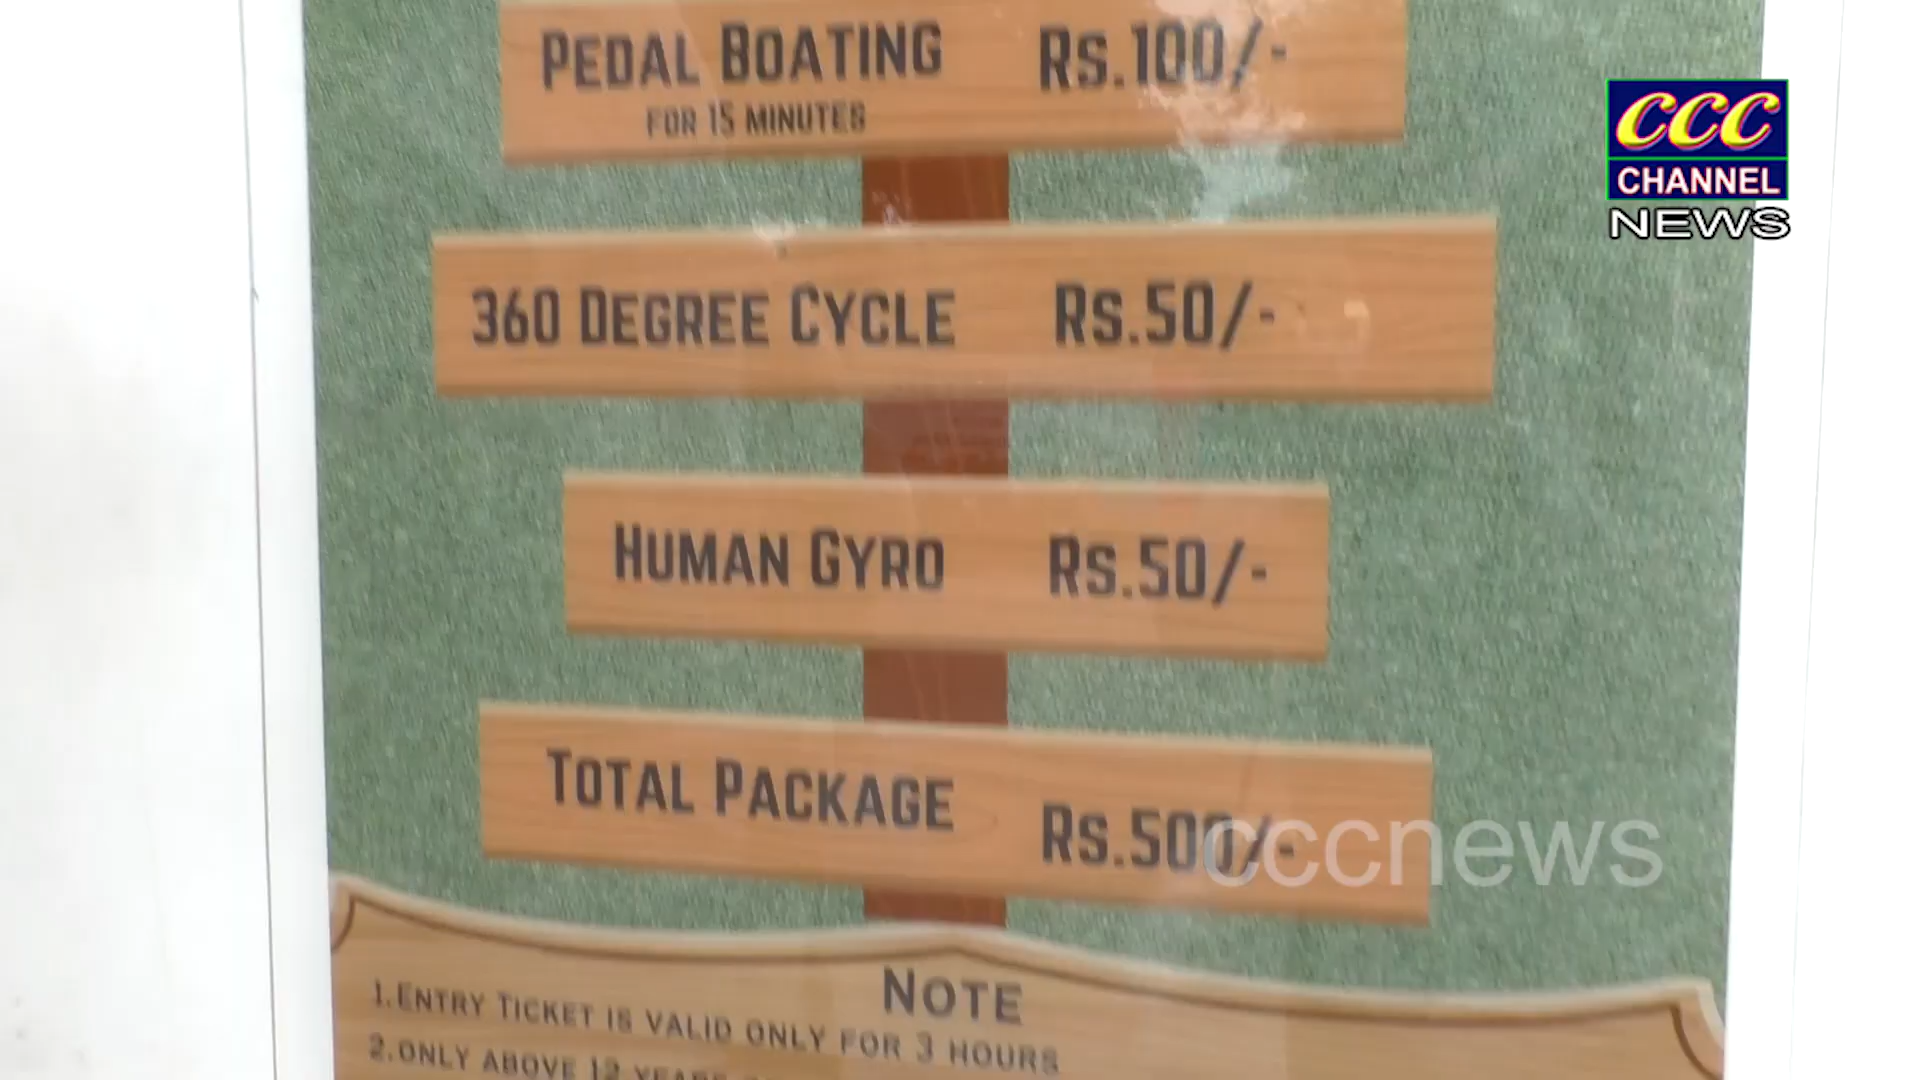 PEDAL BOATING Rs.100/-
FOR 15 MINUTES
CCC
CHANNEL
NEWS
360 DEGREE CYCLE Rs.50/-
HUMAN GYRO Rs.50/-
TOTAL PACKAGE Rs.500/-
cccnews
NOTE
1.ENTRY TICKET IS VALID ONLY FOR 3 HOURS
2.ONLY ABOVE 12 YEARS